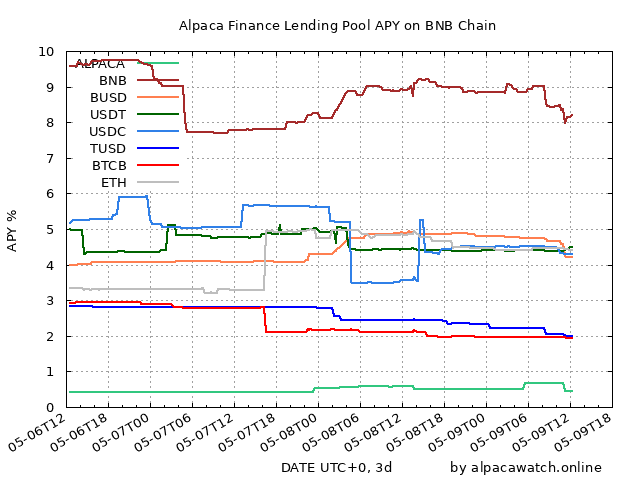 Alpaca Finance Lending Pool APY on BNB Chain
10
9
8
7
6
5
4
3
2
1
0
APY %
ALPACA
BNB
BUSD
USDT
USDC
TUSD
BTCB
ETH
05-06T12
05-06T18
05-07T00
05-07T06
05-07T12
05-07T18
05-08T00
05-08T06
05-08T12
05-08T18
05-09T00
05-09T06
05-09T12
05-09T18
DATE UTC+0, 3d
by alpacawatch.online